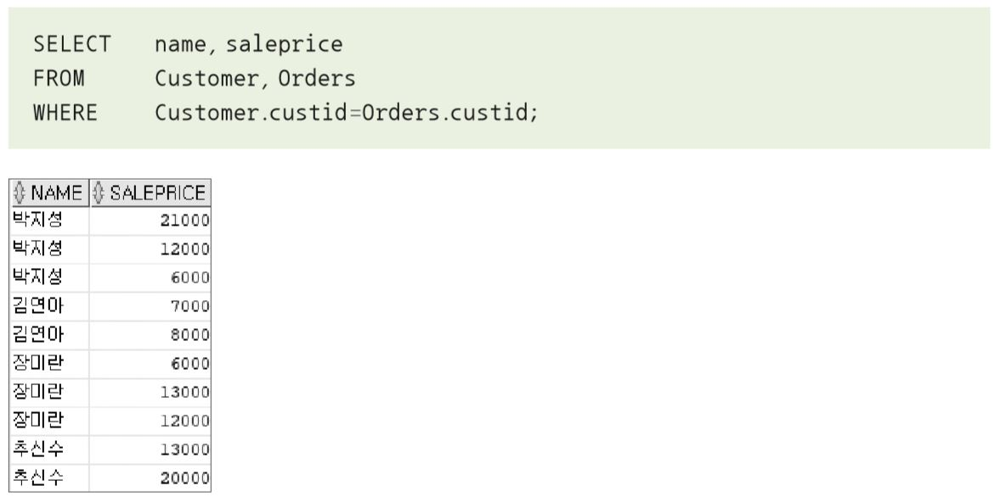 SELECT name, saleprice
FROM Customer, Orders
WHERE Customer.custid=Orders.custid;
NAME SALEPRICE
박지성 21000
박지성 12000
박지성 6000
김연아 7000
김연아 8000
장미란 6000
장미란 13000
장미란 12000
추신수 13000
추신수 20000